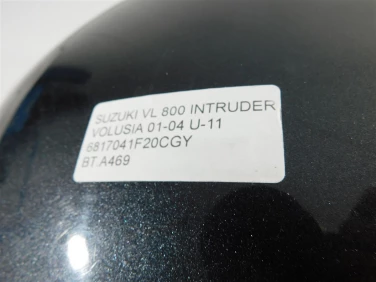 SUZUKI VL 800 INTRUDER
VOLUSIA 01-04 U-11
6817041F20CGY
BT.A469